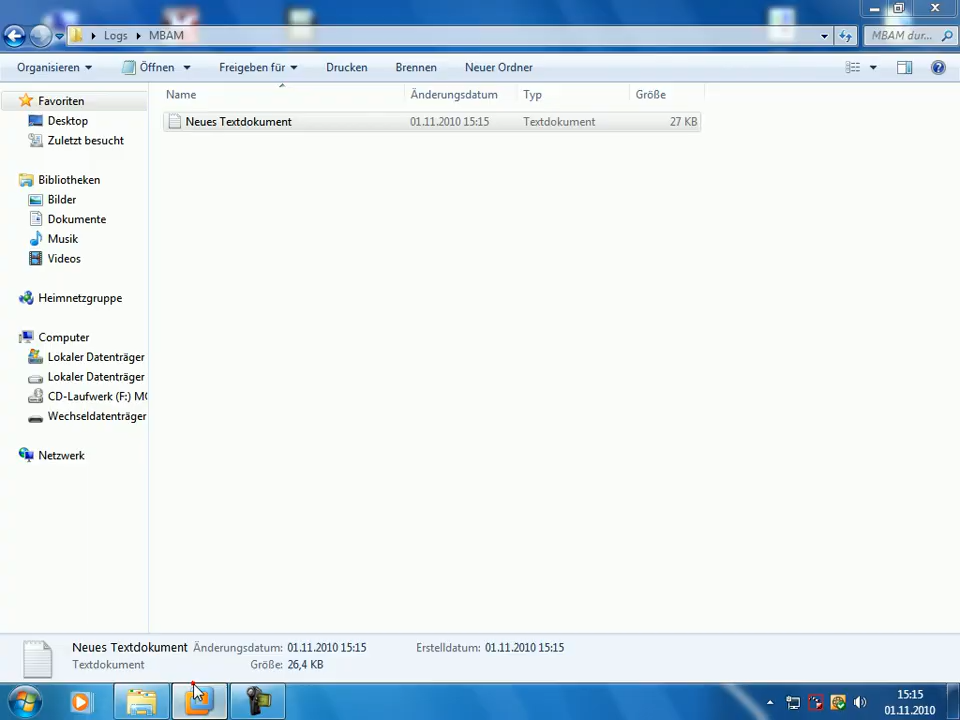 Logs MBAM
MBAM dur...
Organisieren Öffnen Freigeben für Drucken Brennen Neuer Ordner
Name Änderungsdatum Typ Größe
Neues Textdokument 01.11.2010 15:15 Textdokument 27 KB
Favoriten
Desktop
Zuletzt besucht
Bibliotheken
Bilder
Dokumente
Musik
Videos
Heimnetzgruppe
Computer
Lokaler Datenträger
Lokaler Datenträger
CD-Laufwerk (F:) MO
Wechseldatenträger
Netzwerk
Neues Textdokument Änderungsdatum: 01.11.2010 15:15 Erstelldatum: 01.11.2010 15:15
Textdokument Größe: 26,4 KB
15:15
01.11.2010